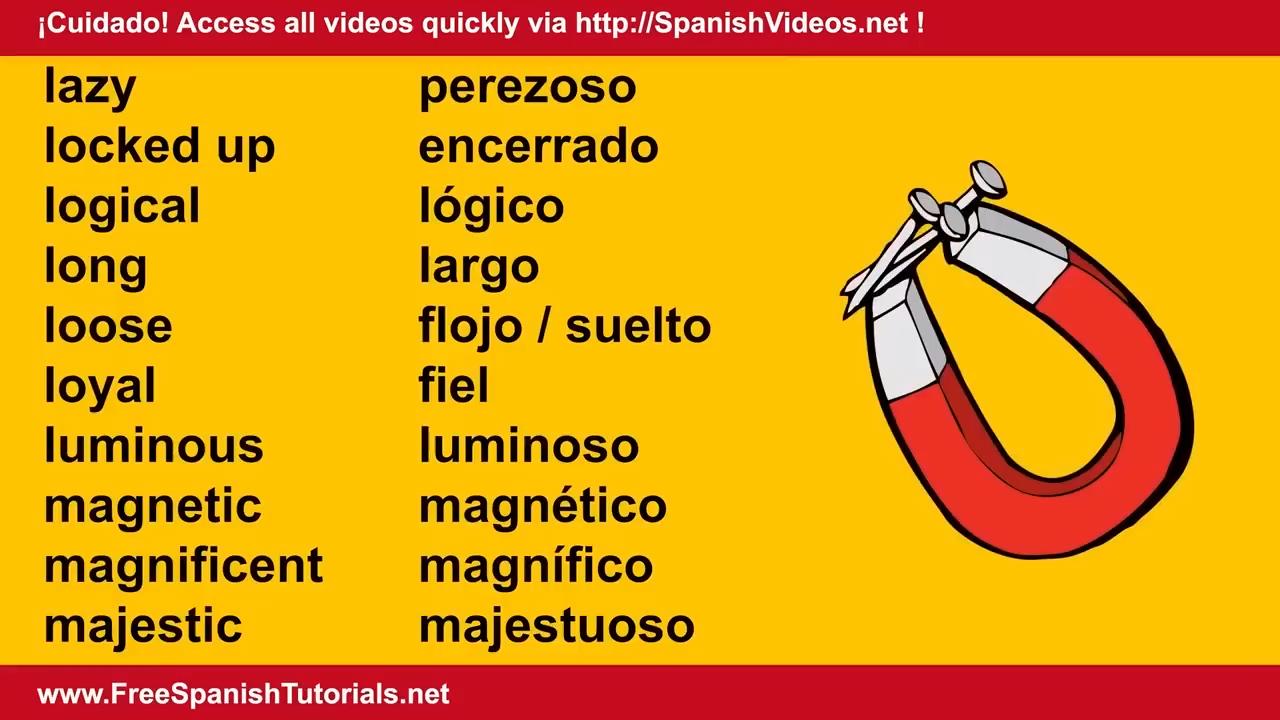 ¡Cuidado! Access all videos quickly via http://SpanishVideos.net !
lazy perezoso
locked up encerrado
logical lógico
long largo
loose flojo / suelto
loyal fiel
luminous luminoso
magnetic magnético
magnificent magnífico
majestic majestuoso
www.FreeSpanishTutorials.net